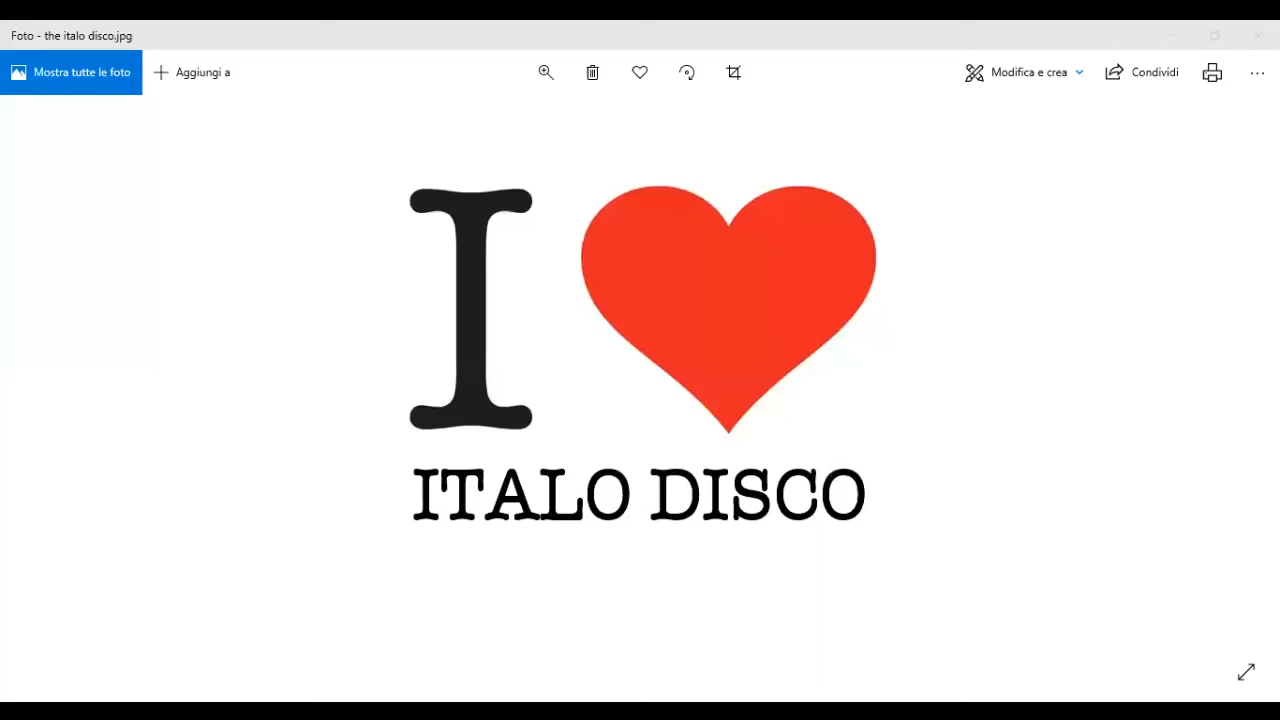 Foto - the italo disco.jpg
Mostra tutte le foto
Aggiungi a
Modifica e crea
Condividi
I
ITALO DISCO